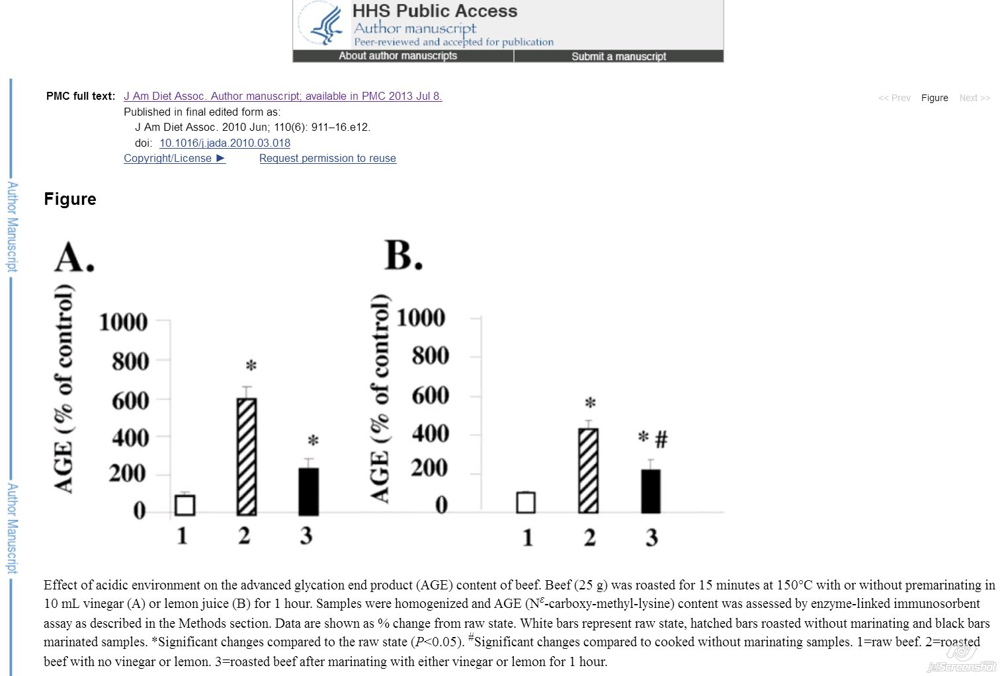 HHS Public Access
Author manuscript
Peer-reviewed and accepted for publication
About author manuscripts
Submit a manuscript
PMC full text: J Am Diet Assoc. Author manuscript; available in PMC 2013 Jul 8.
<< Prev Figure Next >>
Published in final edited form as:
J Am Diet Assoc. 2010 Jun; 110(6): 911–16.e12.
doi: 10.1016/j.jada.2010.03.018
Copyright/License ► Request permission to reuse
Author Manuscript
Author Manuscript
Figure
A.
AGE (% of control)
1000
800
600
400
200
0
*
*
1 2 3
B.
AGE (% of control)
1000
800
600
400
200
0
*
* #
1 2 3
Effect of acidic environment on the advanced glycation end product (AGE) content of beef. Beef (25 g) was roasted for 15 minutes at 150°C with or without premarinating in
10 mL vinegar (A) or lemon juice (B) for 1 hour. Samples were homogenized and AGE (Nε-carboxy-methyl-lysine) content was assessed by enzyme-linked immunosorbent
assay as described in the Methods section. Data are shown as % change from raw state. White bars represent raw state, hatched bars roasted without marinating and black bars
marinated samples. *Significant changes compared to the raw state (P<0.05). #Significant changes compared to cooked without marinating samples. 1=raw beef. 2=roasted
beef with no vinegar or lemon. 3=roasted beef after marinating with either vinegar or lemon for 1 hour.
jetScreenshot